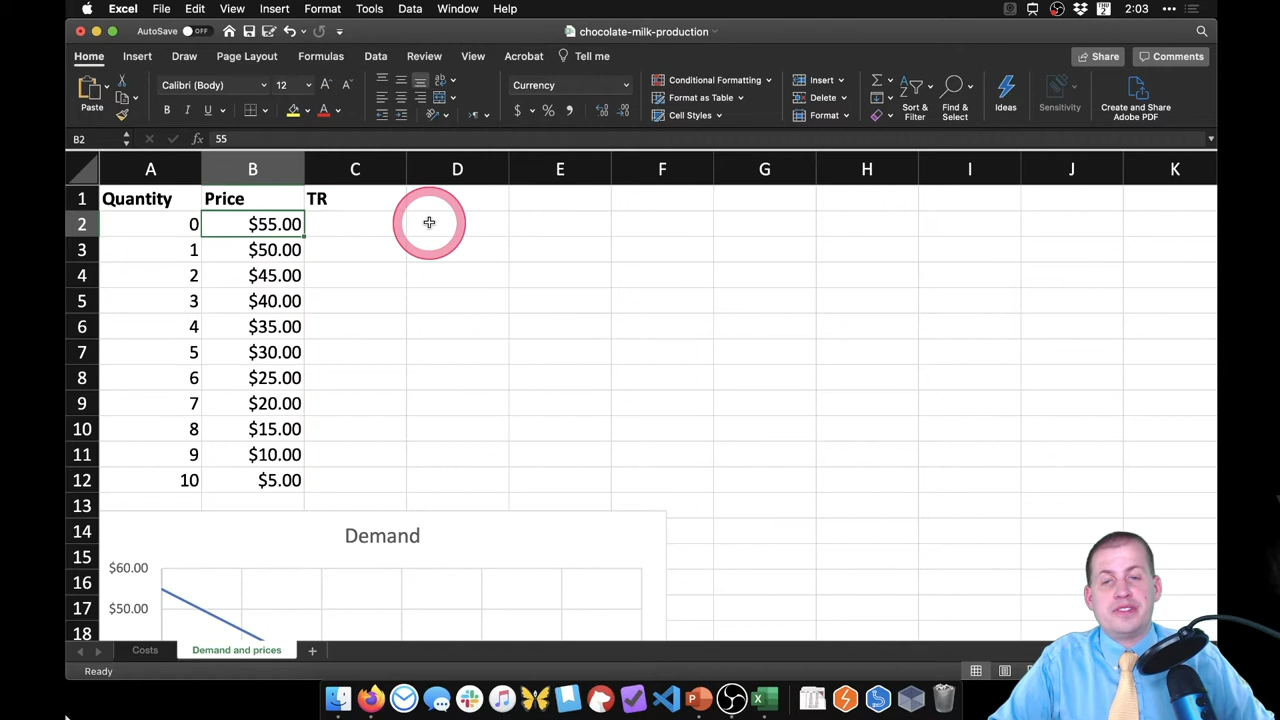 Excel File Edit View Insert Format Tools Data Window Help THU 2 2:03
AutoSave OFF chocolate-milk-production
Home Insert Draw Page Layout Formulas Data Review View Acrobat Tell me Share Comments
Paste Calibri (Body) 12 A^ A˅ ab Currency Conditional Formatting Insert Σ Sort & Filter Find & Select Ideas Sensitivity Create and Share Adobe PDF
B I U A $ % Format as Table Delete
Cell Styles Format
B2 fx 55
A B C D E F G H I J K
1 Quantity Price TR
2 0 $55.00
3 1 $50.00
4 2 $45.00
5 3 $40.00
6 4 $35.00
7 5 $30.00
8 6 $25.00
9 7 $20.00
10 8 $15.00
11 9 $10.00
12 10 $5.00
13
14 Demand
15 $60.00
16
17 $50.00
18
Costs Demand and prices +
Ready